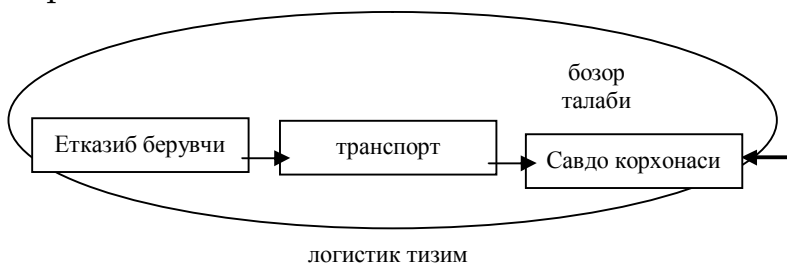 бозор
талаби
Етказиб берувчи
транспорт
Савдо корхонаси
логистик тизим